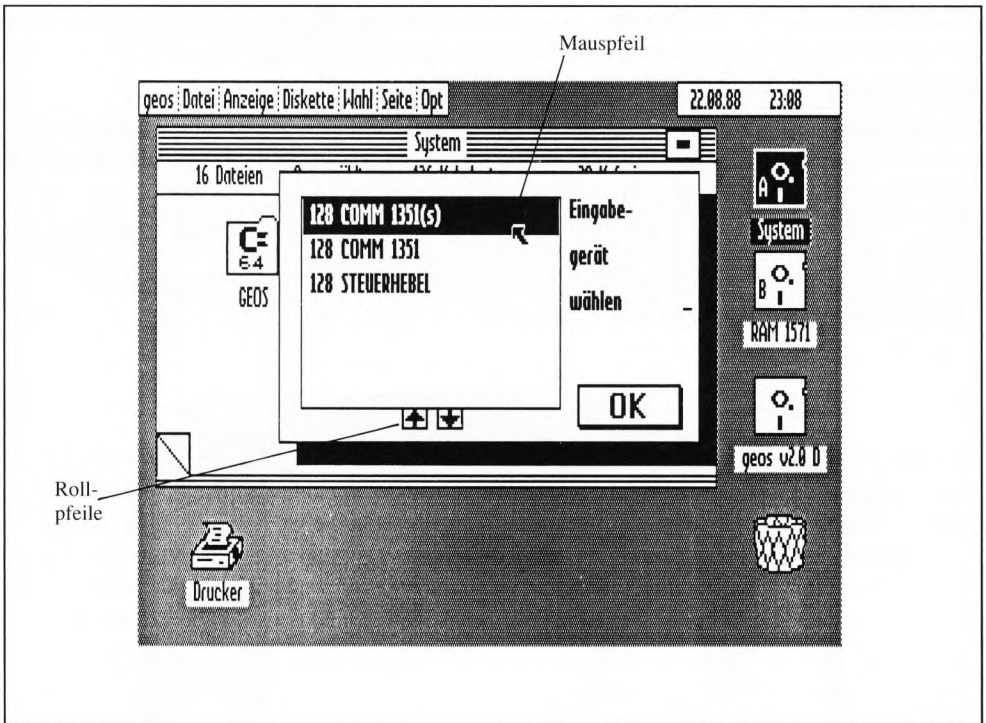 Mauspfeil
geos Datei Anzeige Diskette Wahl Seite Opt 22.08.88 23:08
System
16 Dateien
128 COMM 1351(s)
128 COMM 1351
128 STEUERHEBEL
Eingabe-
gerät
wählen
OK
C= 64
GEOS
A
System
B
RAM 1571
geos v2.0 D
Roll-
pfeile
Drucker